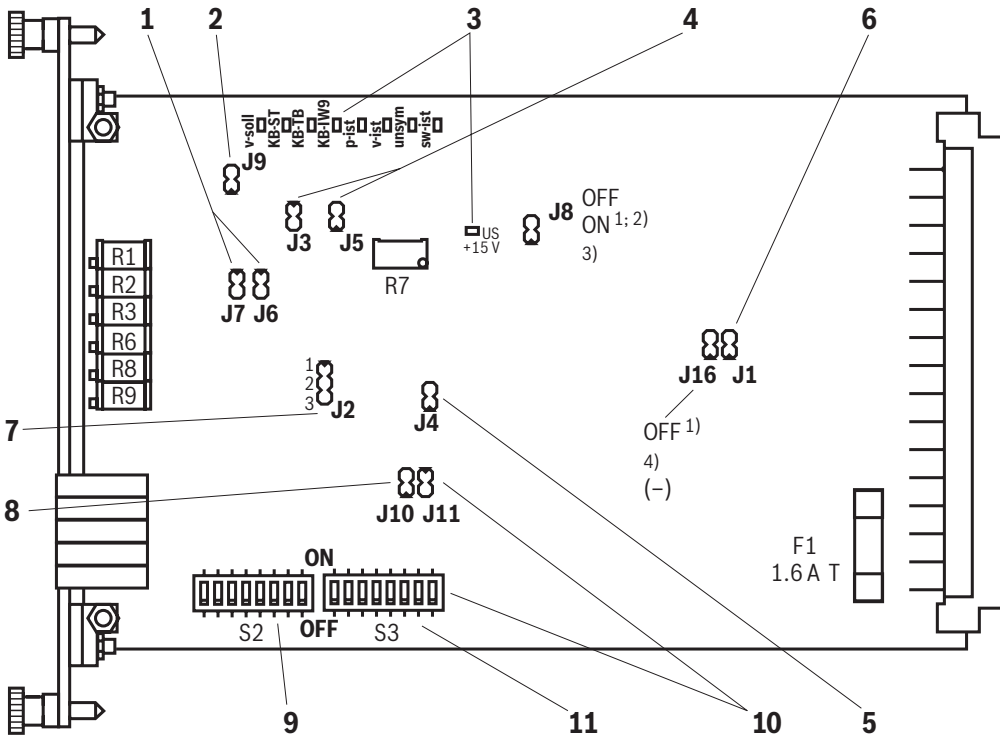 1
2
3
4
6
v-soll
KB-ST
KB-TB
KB-IW9
p-ist
v-ist
unsym
sw-ist
J9
J3
J5
US
+15 V
J8
OFF
ON 1; 2)
3)
R1
R2
R3
R6
R8
R9
R7
J7 J6
J16 J1
1
2
3
J2
J4
OFF 1)
4)
(–)
7
8
J10 J11
F1
1.6 A T
ON
OFF
S2
S3
9
11
10
5